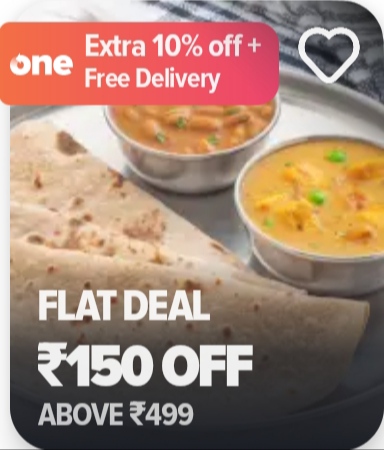 one
Extra 10% off +
Free Delivery
FLAT DEAL
₹150 OFF
ABOVE ₹499